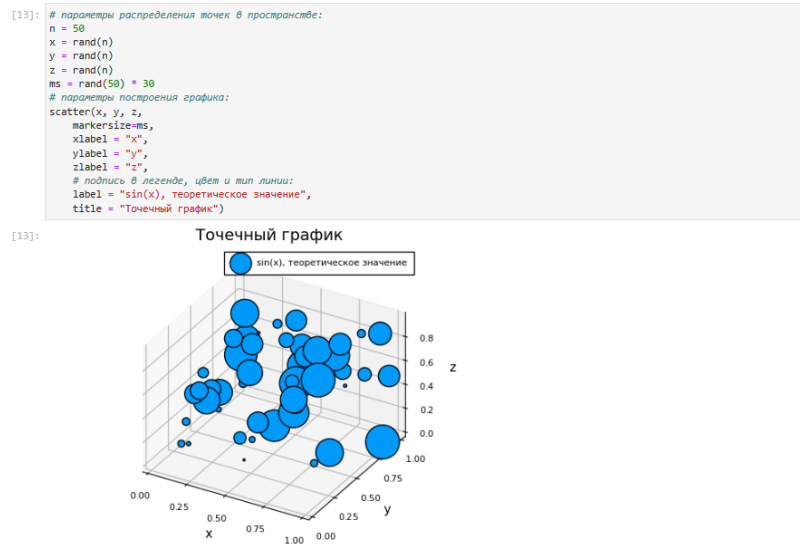 [13]: # параметры распределения точек в пространстве:
n = 50
x = rand(n)
y = rand(n)
z = rand(n)
ms = rand(50) * 30
# параметры построения графика:
scatter(x, y, z,
markersize=ms,
xlabel = "x",
ylabel = "y",
zlabel = "z",
# подпись в легенде, цвет и тип линии:
label = "sin(x), теоретическое значение",
title = "Точечный график")
[13]:
Точечный график
sin(x), теоретическое значение
0.8
0.6
z
0.4
0.2
0.0
1.00
0.75
0.50
y
0.25
0.00
0.00
0.25
0.50
x
0.75
1.00